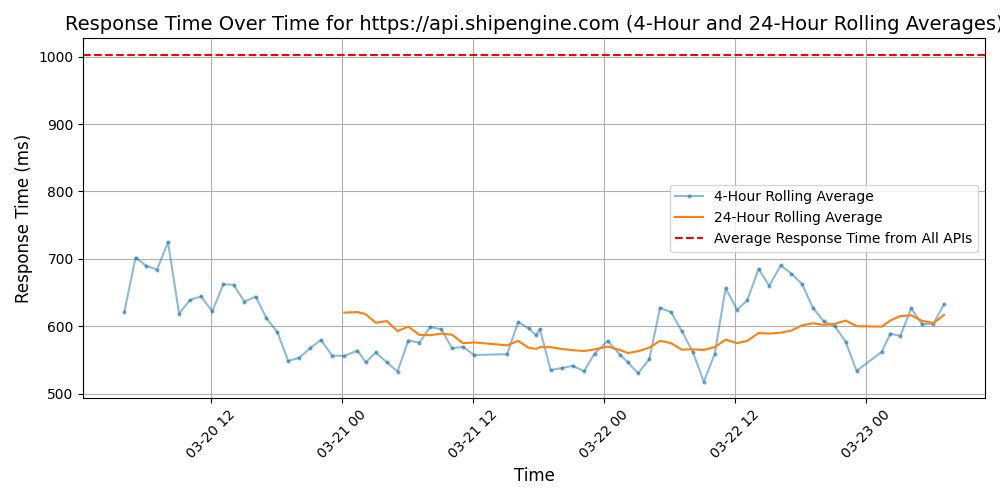 Response Time Over Time for https://api.shipengine.com (4-Hour and 24-Hour Rolling Averages)
Response Time (ms)
1000
900
800
700
600
500
4-Hour Rolling Average
24-Hour Rolling Average
Average Response Time from All APIs
03-20 12
03-21 00
03-21 12
03-22 00
03-22 12
03-23 00
Time